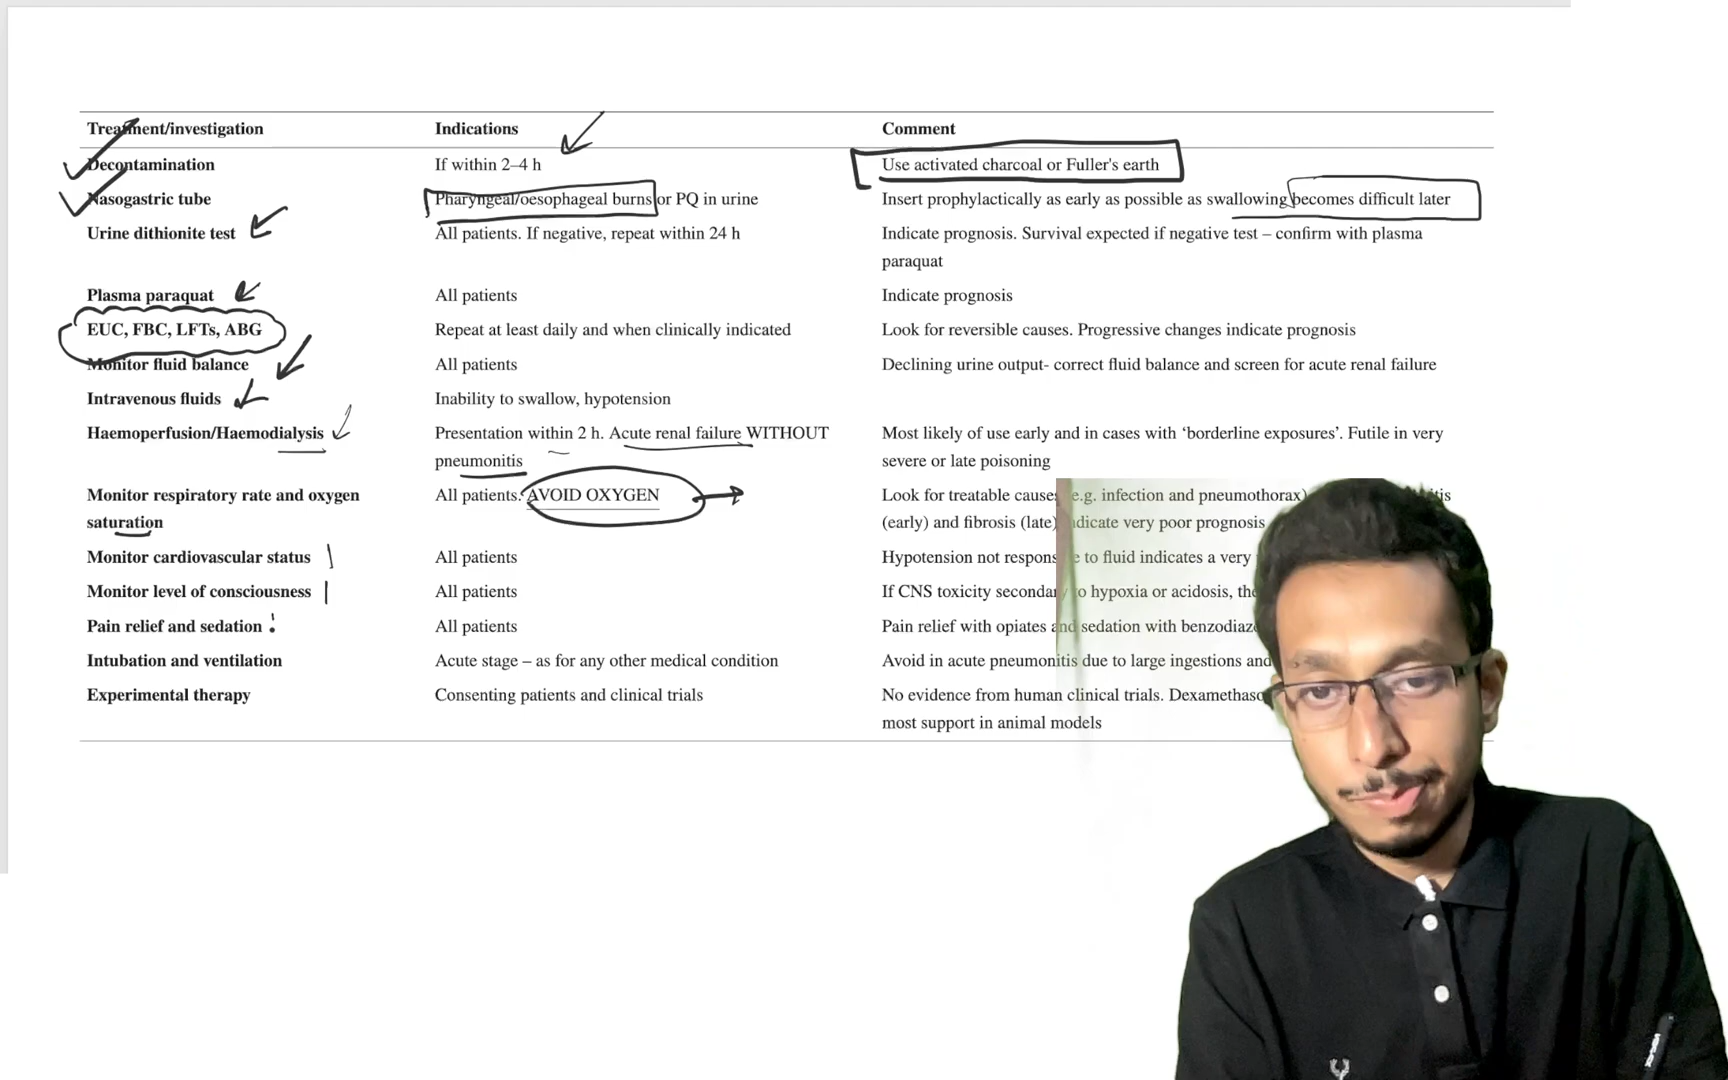 Treatment/investigation Indications Comment
Decontamination If within 2–4 h Use activated charcoal or Fuller's earth
Nasogastric tube Pharyngeal/oesophageal burns or PQ in urine Insert prophylactically as early as possible as swallowing becomes difficult later
Urine dithionite test All patients. If negative, repeat within 24 h Indicate prognosis. Survival expected if negative test – confirm with plasma
paraquat
Plasma paraquat All patients Indicate prognosis
EUC, FBC, LFTs, ABG Repeat at least daily and when clinically indicated Look for reversible causes. Progressive changes indicate prognosis
Monitor fluid balance All patients Declining urine output- correct fluid balance and screen for acute renal failure
Intravenous fluids Inability to swallow, hypotension
Haemoperfusion/Haemodialysis Presentation within 2 h. Acute renal failure WITHOUT Most likely of use early and in cases with ‘borderline exposures’. Futile in very
pneumonitis severe or late poisoning
Monitor respiratory rate and oxygen All patients. AVOID OXYGEN Look for treatable causes e.g. infection and pneumothorax)
saturation (early) and fibrosis (late) indicate very poor prognosis
Monitor cardiovascular status All patients Hypotension not to fluid indicates a very
Monitor level of consciousness All patients If CNS toxicity secondary to hypoxia or acidosis,
Pain relief and sedation All patients Pain relief with opiates and sedation with
Intubation and ventilation Acute stage – as for any other medical condition Avoid in acute pneumonitis due to large ingestions and
Experimental therapy Consenting patients and clinical trials No evidence from human clinical trials.
most support in animal models